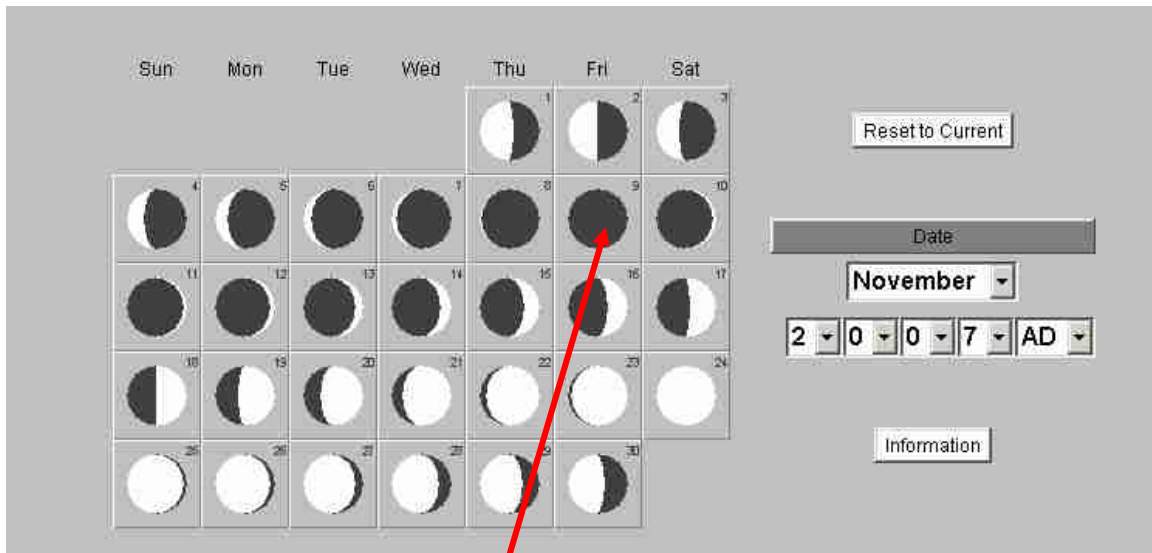 Sun Mon Tue Wed Thu Fri Sat
1 2 3
Reset to Current
4 5 6 7 8 9 10
Date
November
11 12 13 14 15 16 17
2 0 0 7 AD
18 19 20 21 22 23 24
Information
25 26 27 28 29 30